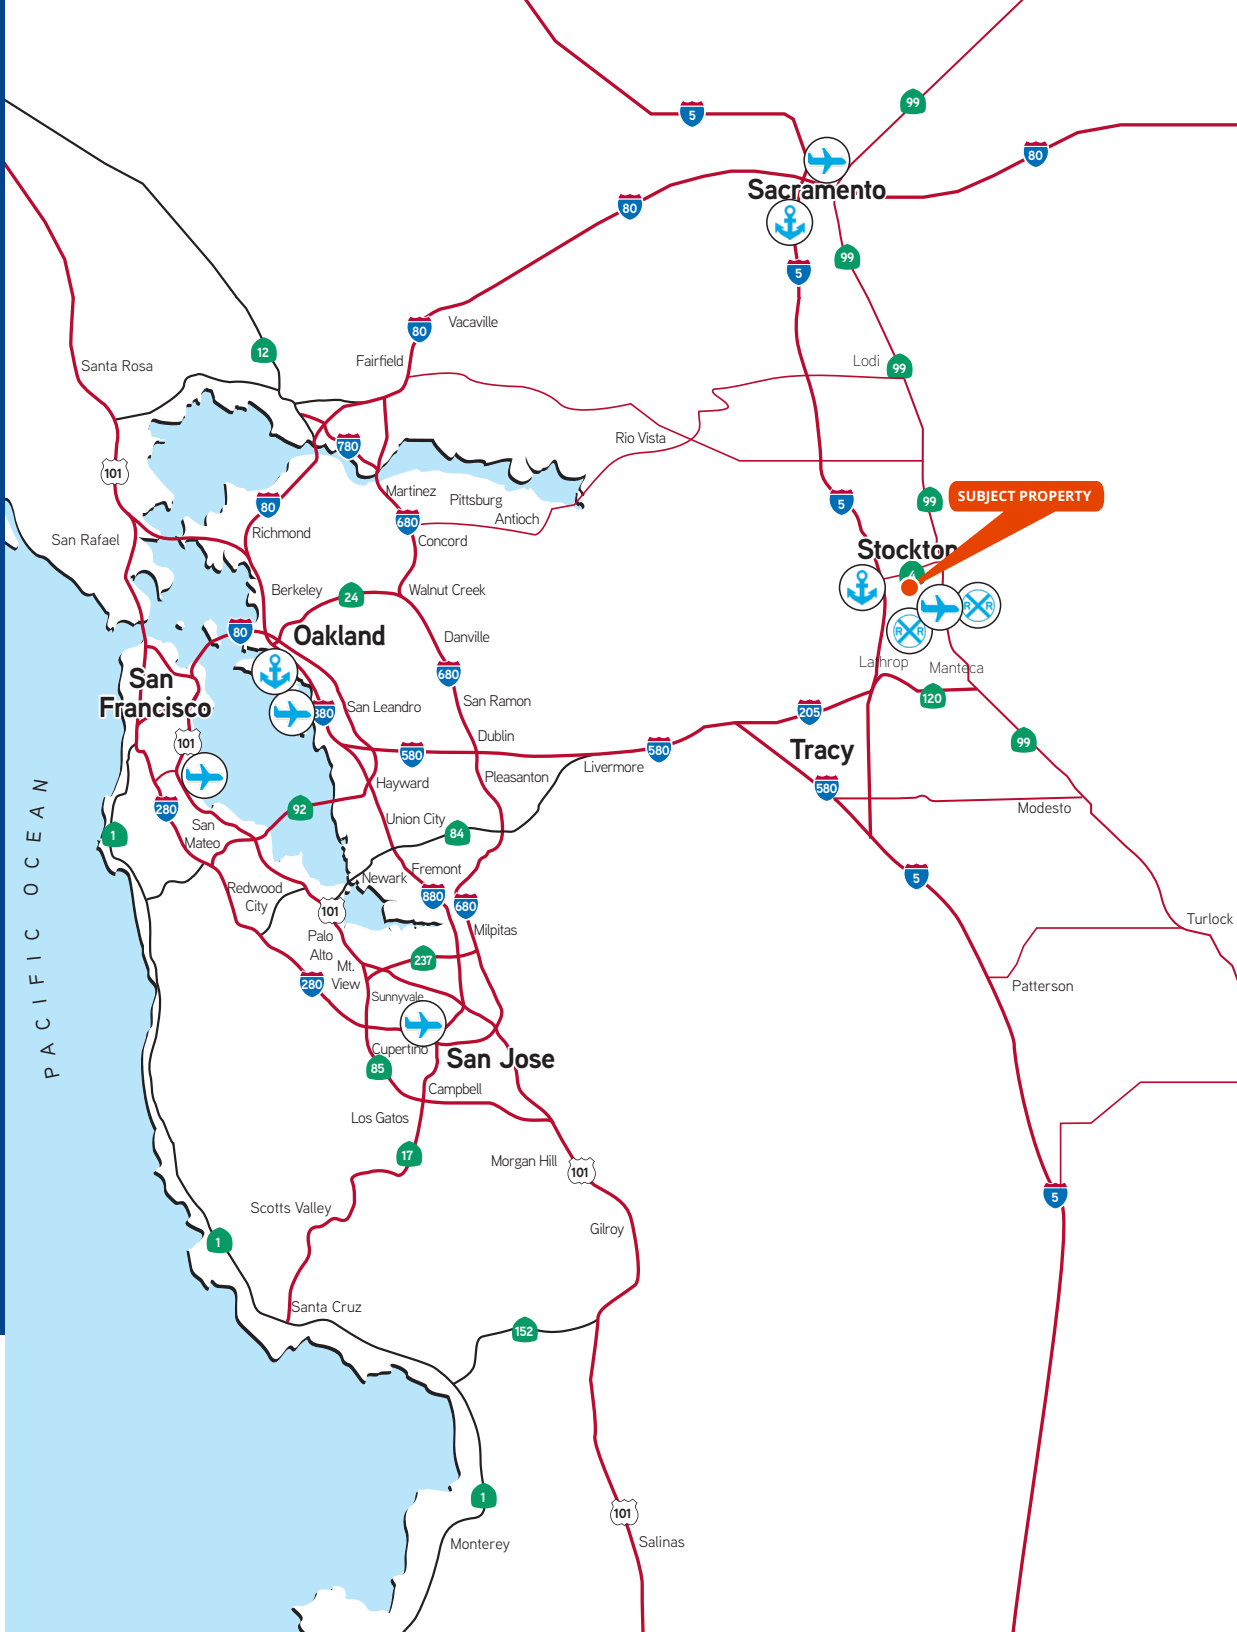 5
99
80
Sacramento
80
99
5
80
Vacaville
12
Fairfield
Lodi
99
Santa Rosa
Rio Vista
780
101
Martinez
Pittsburg
SUBJECT PROPERTY
80
5
99
Antioch
680
Richmond
San Rafael
Concord
Stockton
4
Berkeley
24
Walnut Creek
R R
80
Oakland
Danville
R R
Lathrop
Manteca
San
Francisco
680
San Ramon
120
San Leandro
880
205
Dublin
101
99
580
580
Tracy
Livermore
Pleasanton
Hayward
580
PACIFIC OCEAN
280
92
Modesto
Union City
San
Mateo
1
84
Fremont
Newark
5
Redwood
City
880
680
101
Turlock
Milpitas
Palo
Alto
237
Mt.
View
280
Patterson
Sunnyvale
Cupertino
San Jose
85
Campbell
Los Gatos
17
Morgan Hill
101
5
Scotts Valley
Gilroy
1
Santa Cruz
152
1
101
Monterey
Salinas